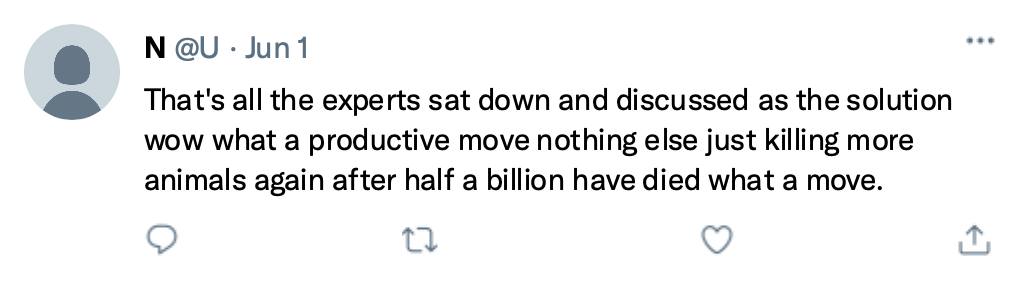 N @U · Jun 1
That's all the experts sat down and discussed as the solution
wow what a productive move nothing else just killing more
animals again after half a billion have died what a move.